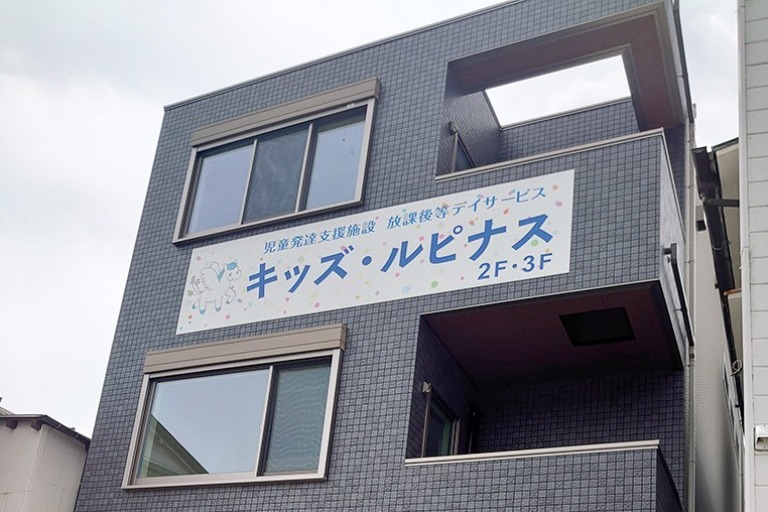 児童発達支援施設 放課後等デイサービス
キッズ・ルピナス
2F・3F